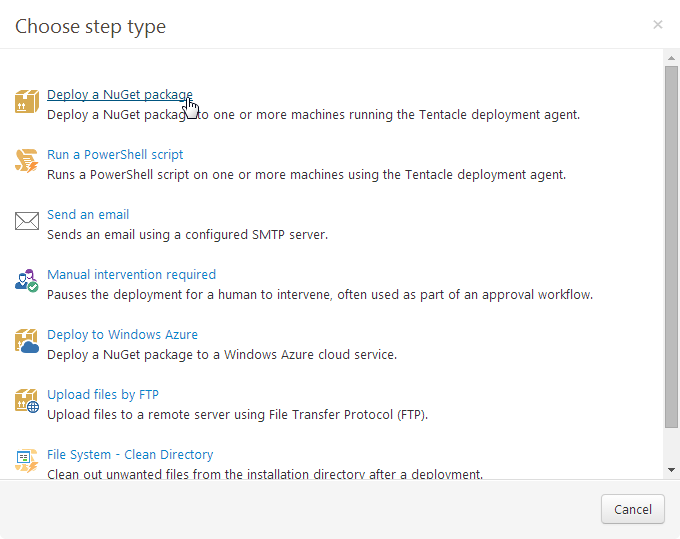 Choose step type
Deploy a NuGet package
Deploy a NuGet package to one or more machines running the Tentacle deployment agent.
Run a PowerShell script
Runs a PowerShell script on one or more machines using the Tentacle deployment agent.
Send an email
Sends an email using a configured SMTP server.
Manual intervention required
Pauses the deployment for a human to intervene, often used as part of an approval workflow.
Deploy to Windows Azure
Deploy a NuGet package to a Windows Azure cloud service.
Upload files by FTP
Upload files to a remote server using File Transfer Protocol (FTP).
File System - Clean Directory
Clean out unwanted files from the installation directory after a deployment.
Cancel